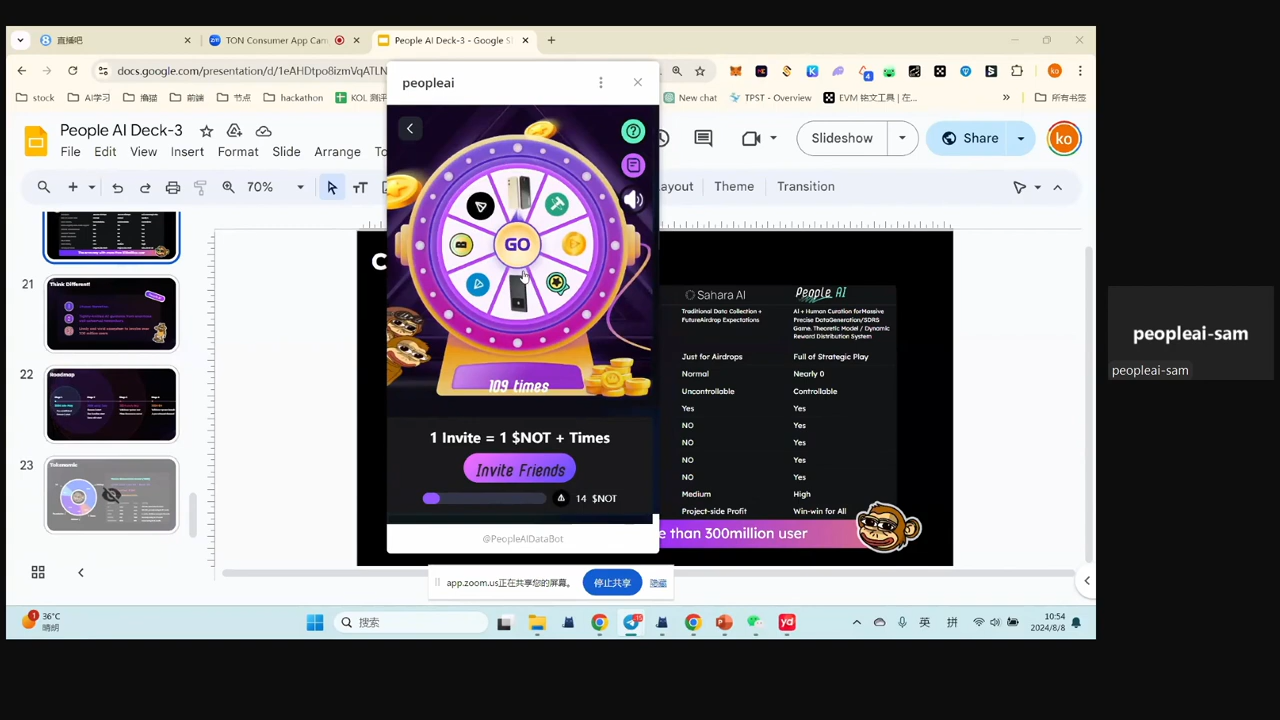 直播吧
TON Consumer App Cam
People AI Deck-3 - Google S
docs.google.com/presentation/d/1eAHDtpo8izmVqATLN
stock
AI学习
撸猫
前端
节点
hackathon
KOL 测评
New chat
TPST - Overview
EVM 铭文工具 | 在...
所有书签
ko
People AI Deck-3
File Edit View Insert Format Slide Arrange
Slideshow
Share
ko
70%
Layout
Theme
Transition
21
Think Different!
22
Roadmap
23
Tokenomic
peopleai
GO
109 times
1 Invite = 1 $NOT + Times
Invite Friends
14 $NOT
@PeopleAIDataBot
C
Sahara AI
People AI
Traditional Data Collection +
FutureAirdrop Expectations
AI + Human Curation forMassive
Precise DataGeneration/SDRS
Game. Theoretic Model / Dynamic
Reward Distribution System
Just for Airdrops Full of Strategic Play
Normal Nearly 0
Uncontrollable Controllable
Yes Yes
NO Yes
NO Yes
NO Yes
NO Yes
Medium High
Project-side Profit Win-win for All
e than 300million user
app.zoom.us正在共享您的屏幕。
停止共享
隐藏
peopleai-sam
peopleai-sam
36°C
晴朗
搜索
英
拼
10:54
2024/8/8